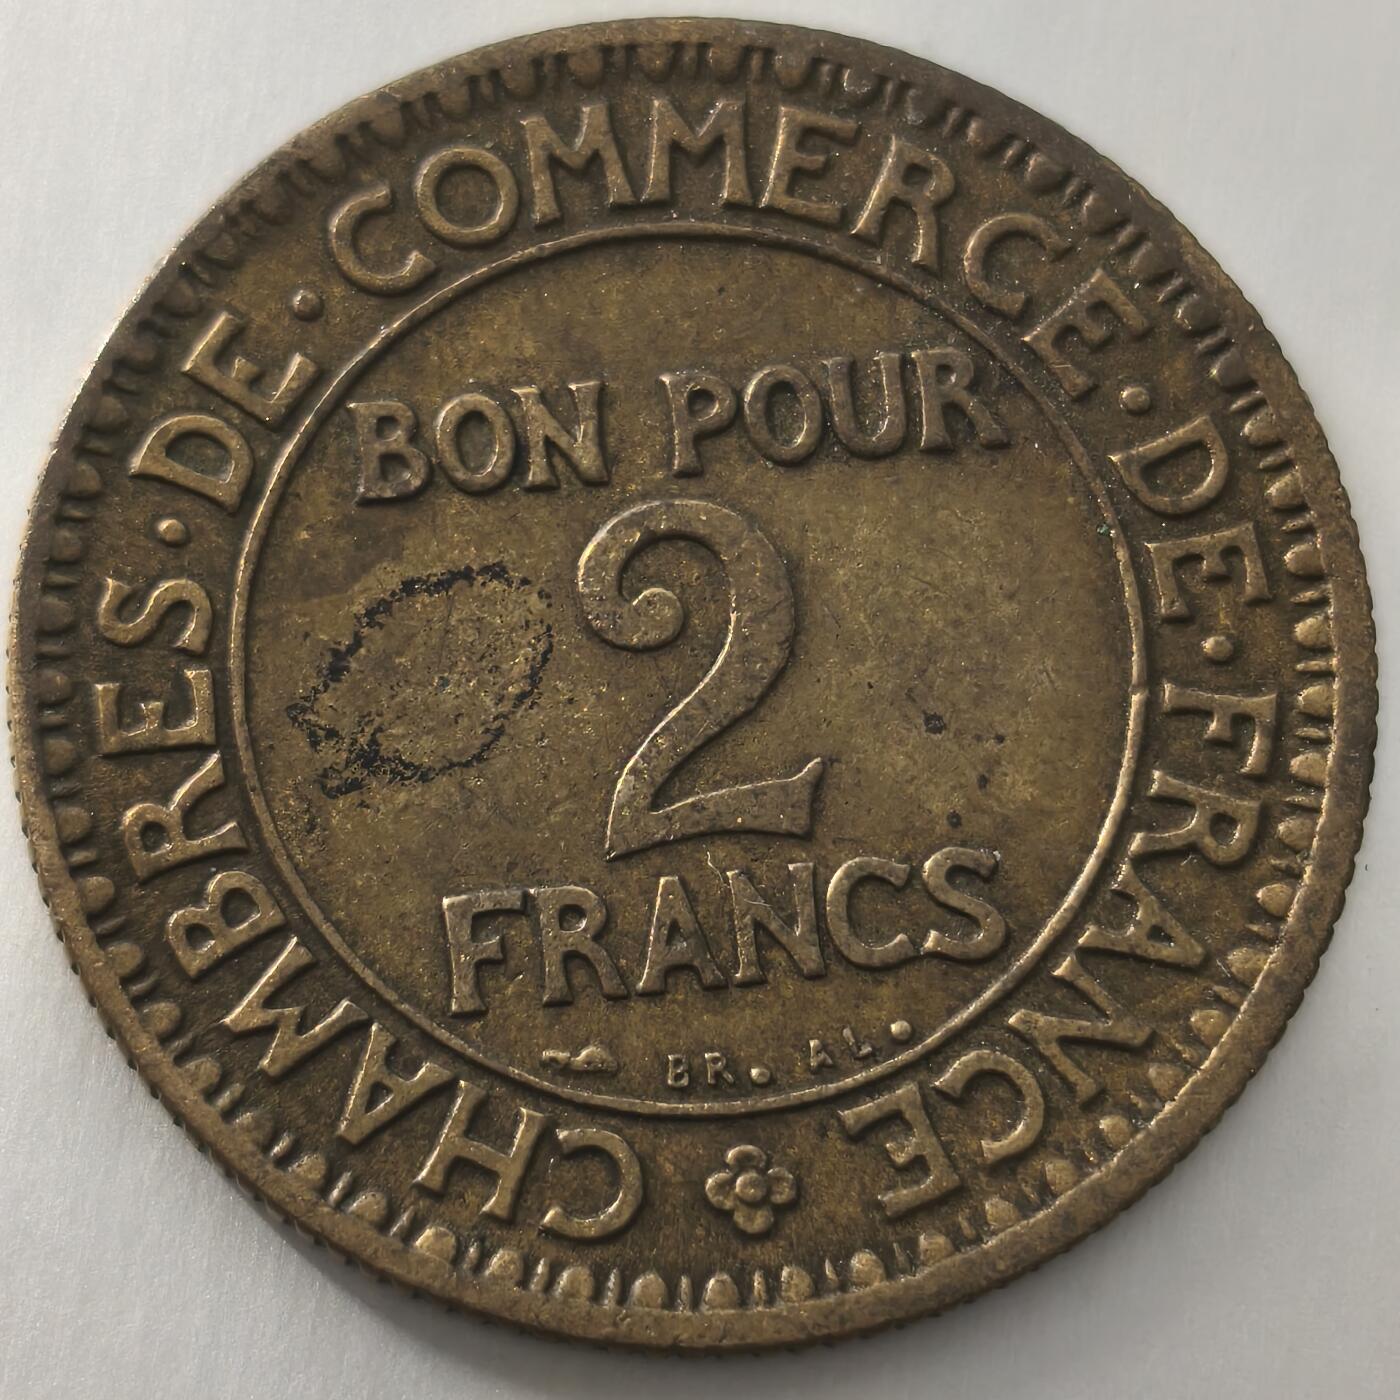 CHAMBRES·DE·COMMERCE·DE·FRANCE
BON POUR
2
FRANCS
BR. AL.